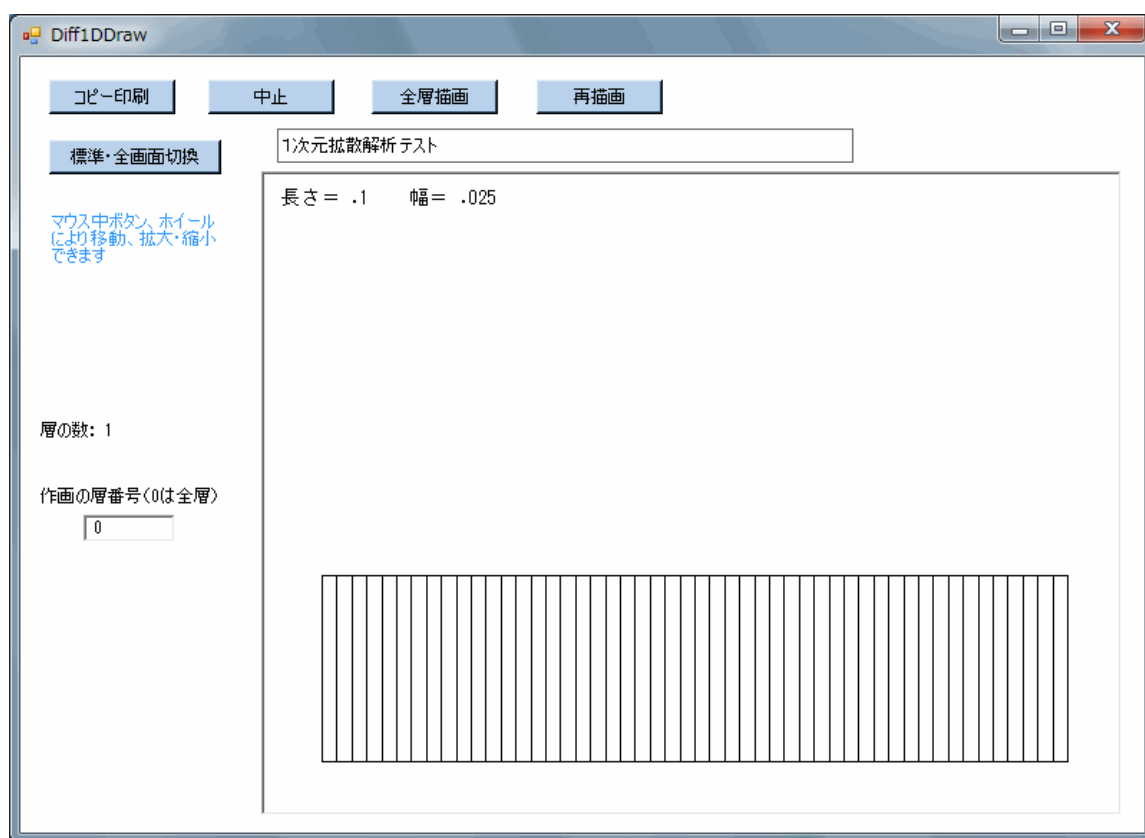 Diff1DDraw
コピー印刷
中止
全層描画
再描画
標準・全画面切換
1次元拡散解析テスト
長さ＝ .1 幅＝ .025
マウス中ボタン、ホイール
により移動、拡大・縮小
できます
層の数: 1
作画の層番号(0は全層)
0